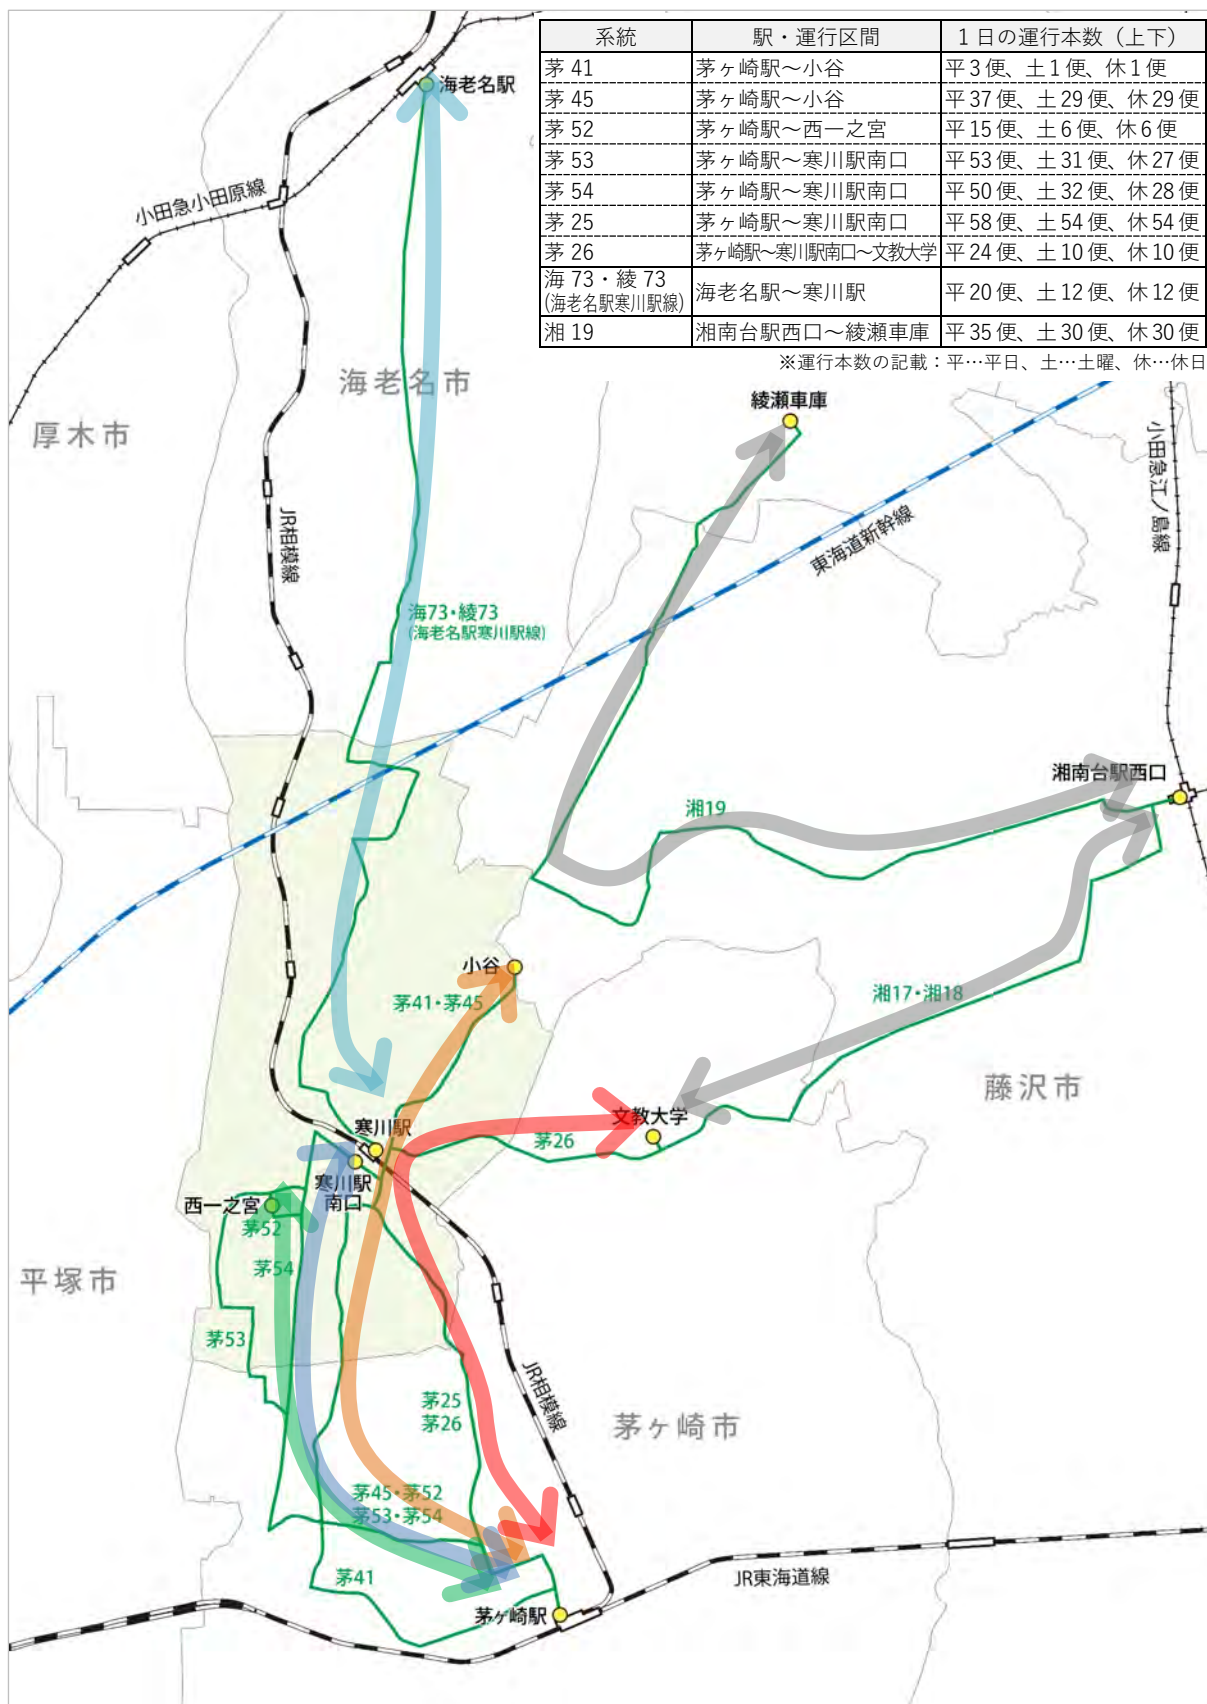 系統 駅・運行区間 1日の運行本数（上下）
茅 41 茅ヶ崎駅～小谷 平3便、土1便、休1便
茅 45 茅ヶ崎駅～小谷 平37便、土29便、休29便
茅 52 茅ヶ崎駅～西一之宮 平15便、土6便、休6便
茅 53 茅ヶ崎駅～寒川駅南口 平53便、土31便、休27便
茅 54 茅ヶ崎駅～寒川駅南口 平50便、土32便、休28便
茅 25 茅ヶ崎駅～寒川駅南口 平58便、土54便、休54便
茅 26 茅ヶ崎駅～寒川駅南口～文教大学 平24便、土10便、休10便
海 73・綾 73
(海老名駅寒川駅線) 海老名駅～寒川駅 平20便、土12便、休12便
湘 19 湘南台駅西口～綾瀬車庫 平35便、土30便、休30便
※運行本数の記載：平…平日、土…土曜、休…休日
海老名駅
小田急小田原線
海老名市
厚木市
綾瀬車庫
小田急江ノ島線
JR相模線
東海道新幹線
海73・綾73
(海老名駅寒川駅線)
湘南台駅西口
湘19
小谷
茅41・茅45
湘17・湘18
藤沢市
文教大学
寒川駅
茅26
寒川駅
南口
西一之宮
茅52
茅54
平塚市
茅53
JR相模線
茅25
茅26
茅ヶ崎市
茅45・茅52
茅53・茅54
茅41
JR東海道線
茅ヶ崎駅